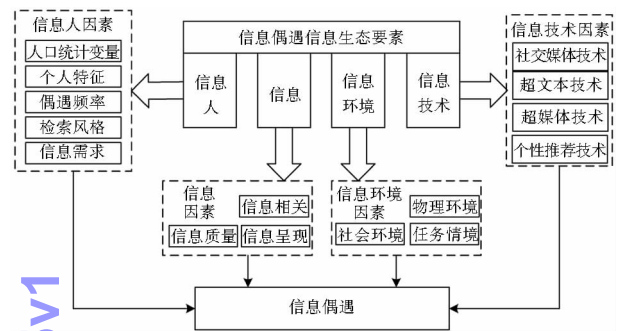 信息偶遇信息生态要素
信息人
信息
信息环境
信息技术
信息人因素
人口统计变量
个人特征
偶遇频率
检索风格
信息需求
信息技术因素
社交媒体技术
超文本技术
超媒体技术
个性推荐技术
信息因素
信息相关
信息质量
信息呈现
信息环境因素
物理环境
社会环境
任务情境
信息偶遇
v1